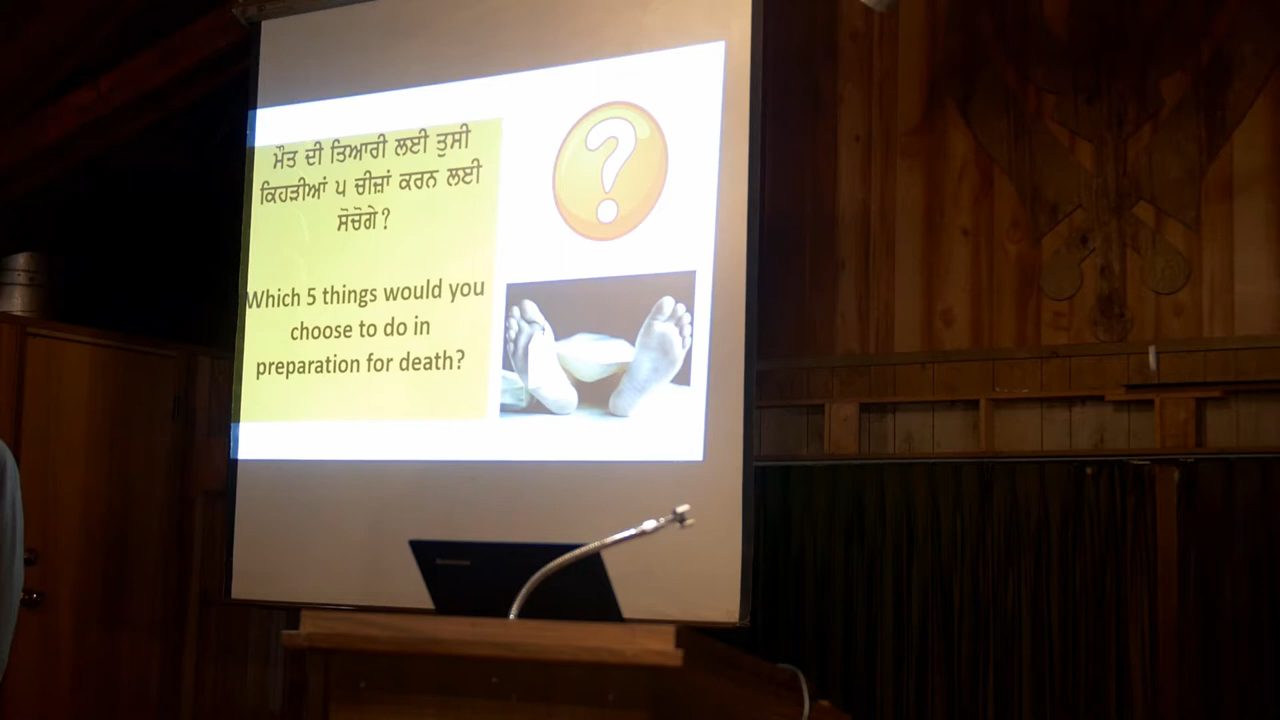 ਮੌਤ ਦੀ ਤਿਆਰੀ ਲਈ ਤੁਸੀ
ਕਿਹੜੀਆਂ ੫ ਚੀਜ਼ਾਂ ਕਰਨ ਲਈ
ਸੋਚੋਗੇ?
Which 5 things would you
choose to do in
preparation for death?
?